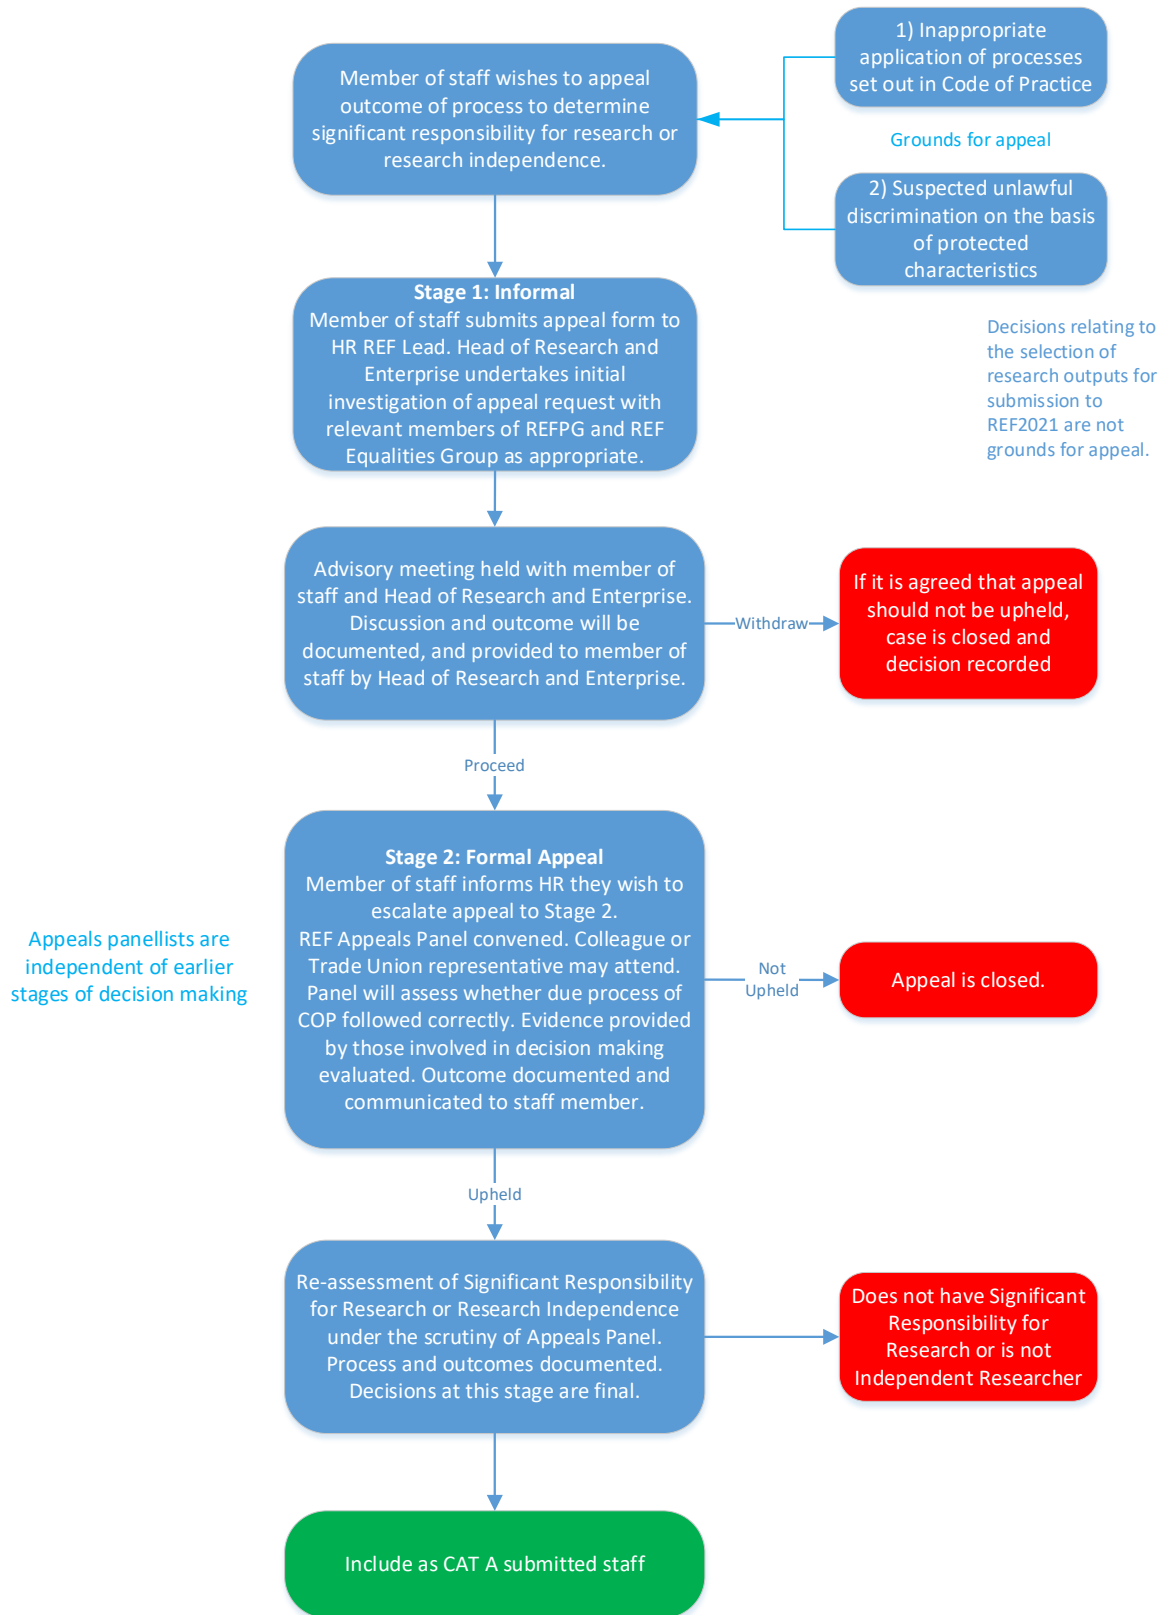 1) Inappropriate
application of processes
set out in Code of Practice
Member of staff wishes to appeal
outcome of process to determine
significant responsibility for research or
research independence.
Grounds for appeal
2) Suspected unlawful
discrimination on the basis
of protected
characteristics
Stage 1: Informal
Member of staff submits appeal form to
HR REF Lead. Head of Research and
Enterprise undertakes initial
investigation of appeal request with
relevant members of REFPG and REF
Equalities Group as appropriate.
Decisions relating to
the selection of
research outputs for
submission to
REF2021 are not
grounds for appeal.
Advisory meeting held with member of
staff and Head of Research and Enterprise.
Discussion and outcome will be
documented, and provided to member of
staff by Head of Research and Enterprise.
Withdraw
If it is agreed that appeal
should not be upheld,
case is closed and
decision recorded
Proceed
Stage 2: Formal Appeal
Member of staff informs HR they wish to
escalate appeal to Stage 2.
REF Appeals Panel convened. Colleague or
Trade Union representative may attend.
Panel will assess whether due process of
COP followed correctly. Evidence provided
by those involved in decision making
evaluated. Outcome documented and
communicated to staff member.
Appeals panellists are
independent of earlier
stages of decision making
Not
Upheld
Appeal is closed.
Upheld
Re-assessment of Significant Responsibility
for Research or Research Independence
under the scrutiny of Appeals Panel.
Process and outcomes documented.
Decisions at this stage are final.
Does not have Significant
Responsibility for
Research or is not
Independent Researcher
Include as CAT A submitted staff